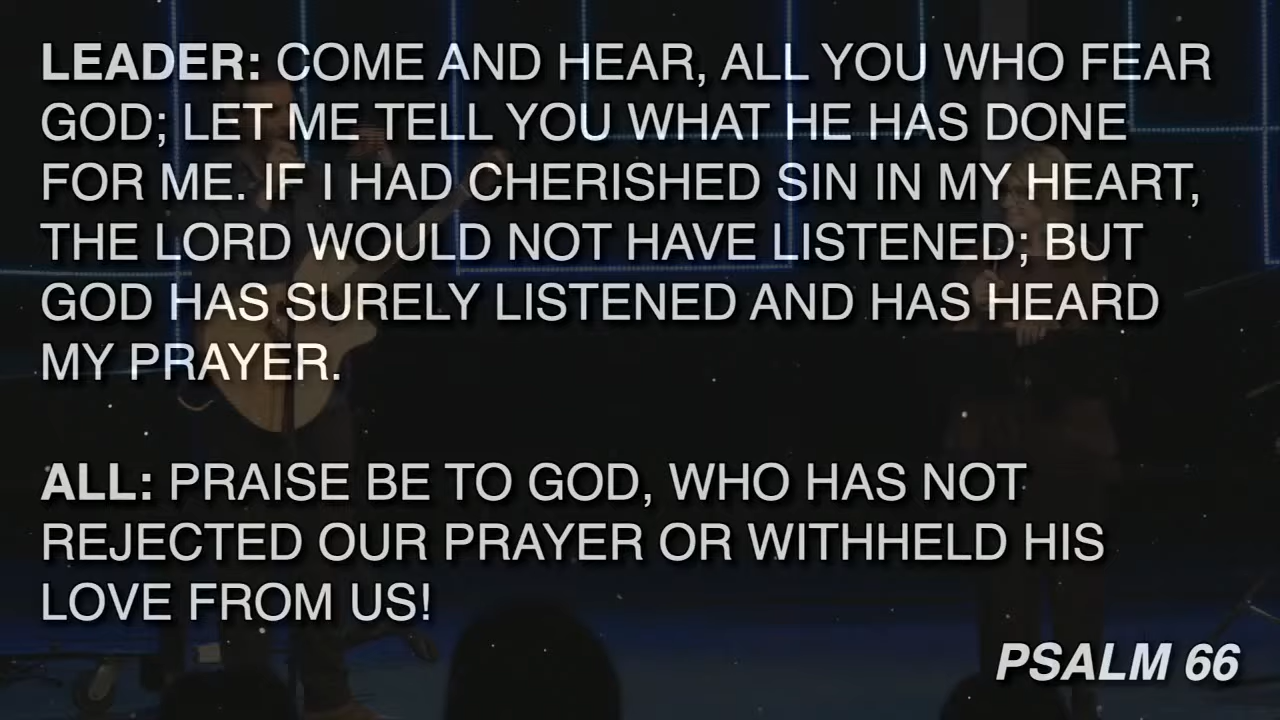 LEADER: COME AND HEAR, ALL YOU WHO FEAR
GOD; LET ME TELL YOU WHAT HE HAS DONE
FOR ME. IF I HAD CHERISHED SIN IN MY HEART,
THE LORD WOULD NOT HAVE LISTENED; BUT
GOD HAS SURELY LISTENED AND HAS HEARD
MY PRAYER.
ALL: PRAISE BE TO GOD, WHO HAS NOT
REJECTED OUR PRAYER OR WITHHELD HIS
LOVE FROM US!
PSALM 66